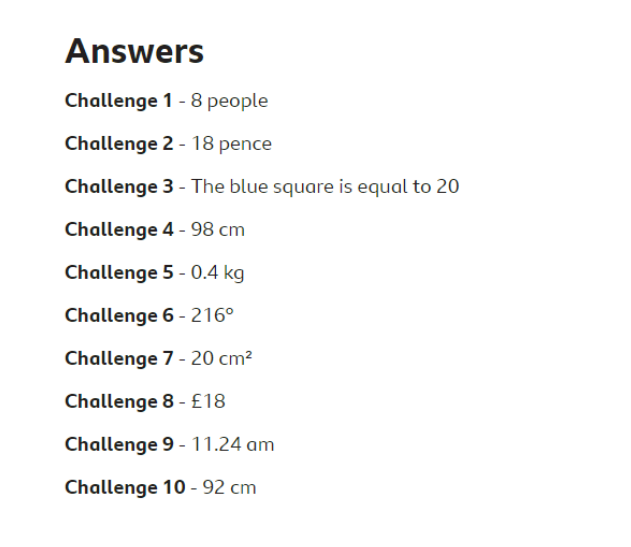 Answers
Challenge 1 - 8 people
Challenge 2 - 18 pence
Challenge 3 - The blue square is equal to 20
Challenge 4 - 98 cm
Challenge 5 - 0.4 kg
Challenge 6 - 216°
Challenge 7 - 20 cm²
Challenge 8 - £18
Challenge 9 - 11.24 am
Challenge 10 - 92 cm